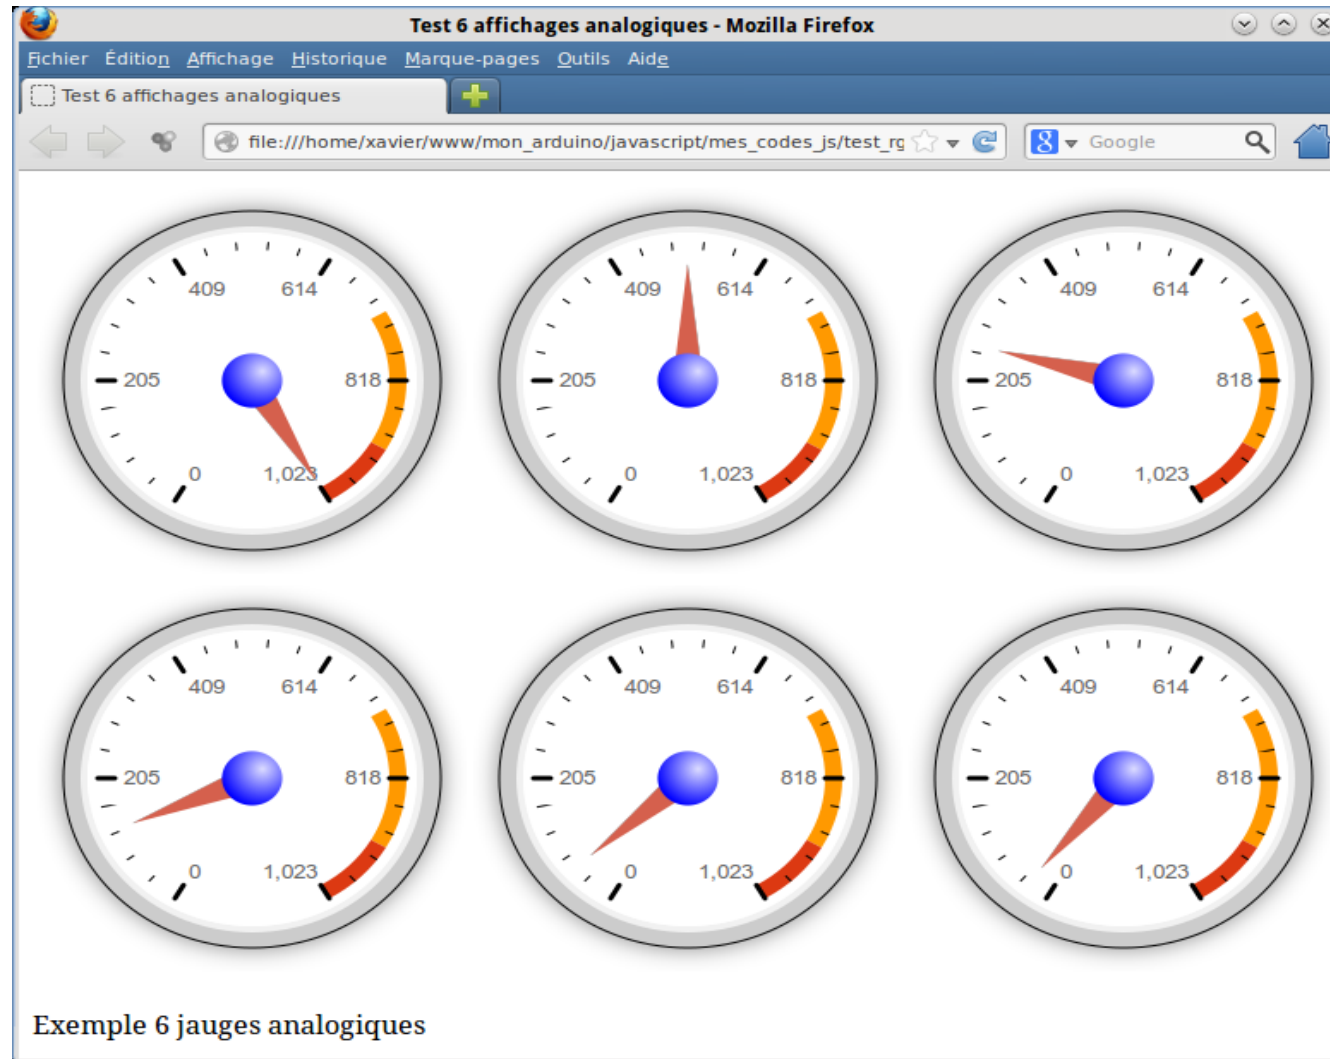 Test 6 affichages analogiques - Mozilla Firefox
Fichier Édition Affichage Historique Marque-pages Outils Aide
Test 6 affichages analogiques
file:///home/xavier/www/mon_arduino/javascript/mes_codes_js/test_rg 8 Google
409 614 409 614 409 614
205 818 205 818 205 818
0 1,023 0 1,023 0 1,023
409 614 409 614 409 614
205 818 205 818 205 818
0 1,023 0 1,023 0 1,023
Exemple 6 jauges analogiques